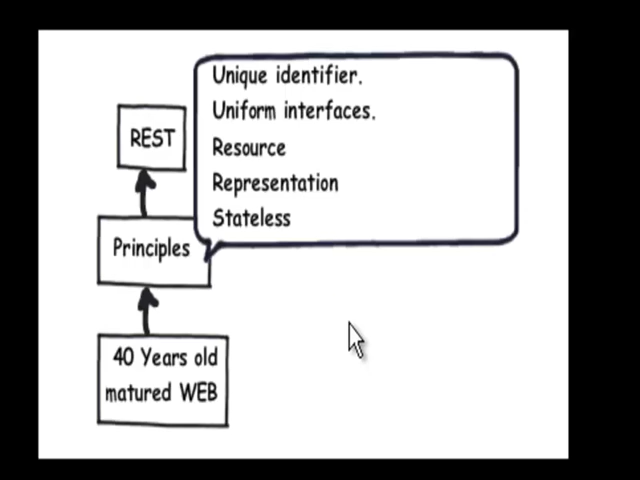 Unique identifier.
Uniform interfaces.
Resource
Representation
Stateless
REST
Principles
40 Years old
matured WEB